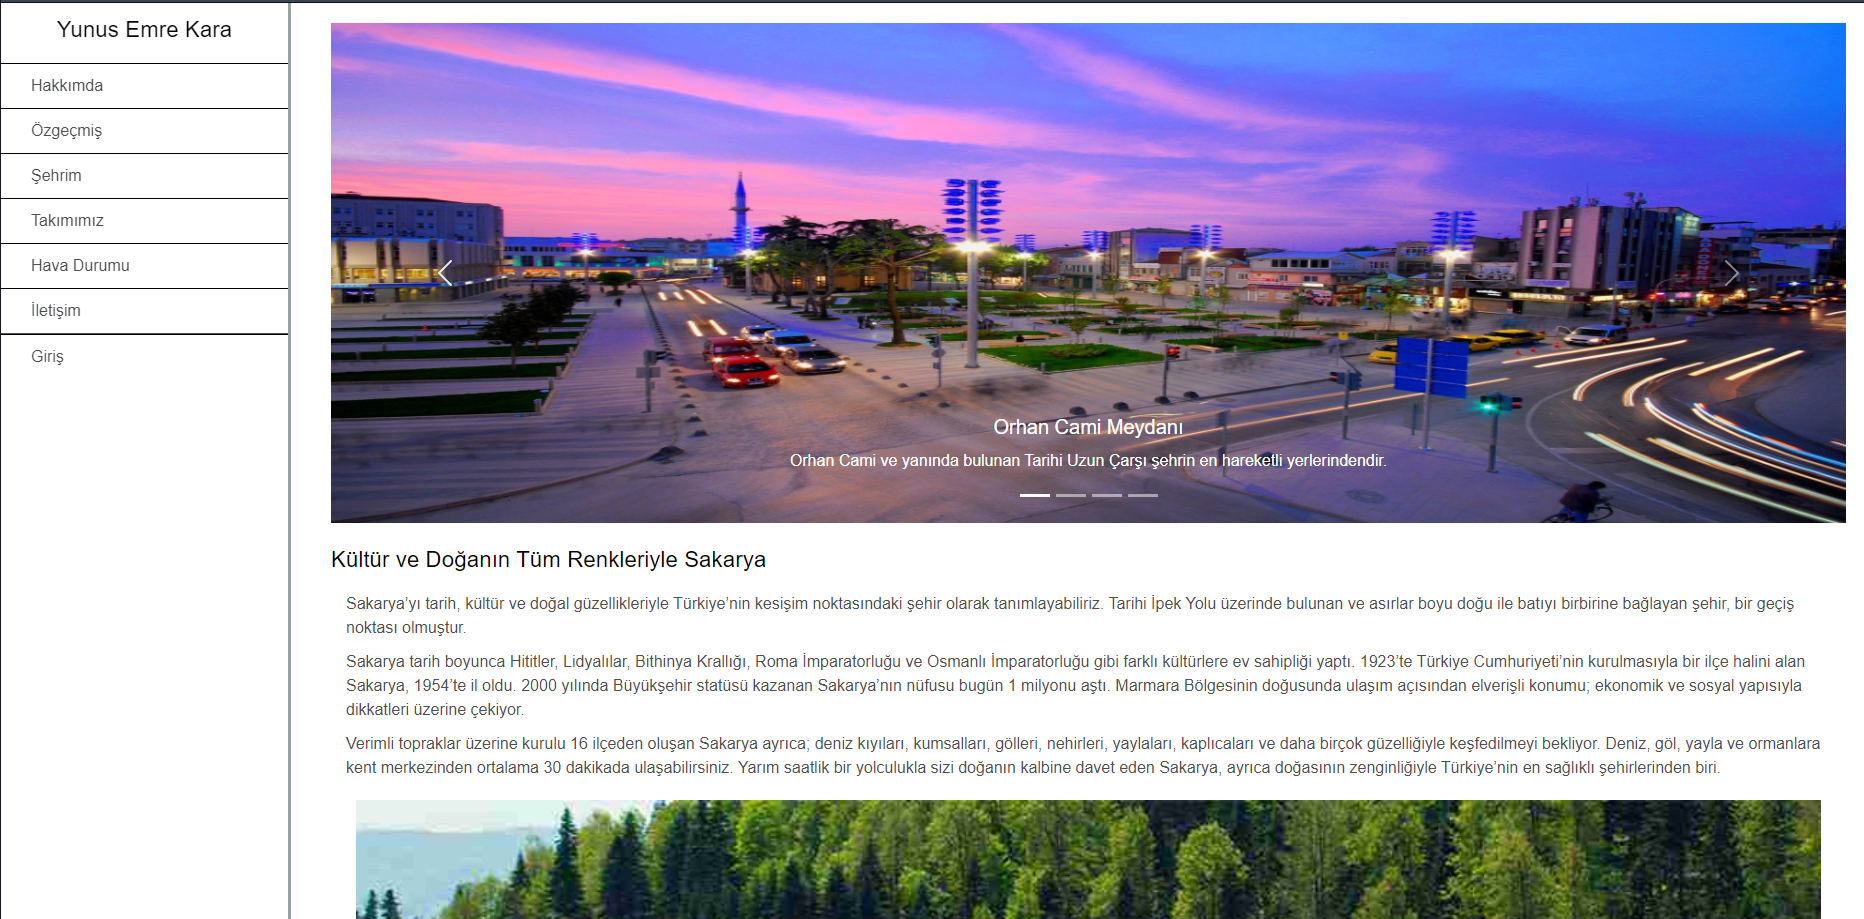 Yunus Emre Kara
Hakkımda
Özgeçmiş
Şehrim
Takımımız
Hava Durumu
İletişim
Giriş
Orhan Cami Meydanı
Orhan Cami ve yanında bulunan Tarihi Uzun Çarşı şehrin en hareketli yerlerindendir.
Kültür ve Doğanın Tüm Renkleriyle Sakarya
Sakarya’yı tarih, kültür ve doğal güzellikleriyle Türkiye’nin kesişim noktasındaki şehir olarak tanımlayabiliriz. Tarihi İpek Yolu üzerinde bulunan ve asırlar boyu doğu ile batıyı birbirine bağlayan şehir, bir geçiş
noktası olmuştur.
Sakarya tarih boyunca Hititler, Lidyalılar, Bithinya Krallığı, Roma İmparatorluğu ve Osmanlı İmparatorluğu gibi farklı kültürlere ev sahipliği yaptı. 1923’te Türkiye Cumhuriyeti’nin kurulmasıyla bir ilçe halini alan
Sakarya, 1954’te il oldu. 2000 yılında Büyükşehir statüsü kazanan Sakarya’nın nüfusu bugün 1 milyonu aştı. Marmara Bölgesinin doğusunda ulaşım açısından elverişli konumu; ekonomik ve sosyal yapısıyla
dikkatleri üzerine çekiyor.
Verimli topraklar üzerine kurulu 16 ilçeden oluşan Sakarya ayrıca; deniz kıyıları, kumsalları, gölleri, nehirleri, yaylaları, kaplıcaları ve daha birçok güzelliğiyle keşfedilmeyi bekliyor. Deniz, göl, yayla ve ormanlara
kent merkezinden ortalama 30 dakikada ulaşabilirsiniz. Yarım saatlik bir yolculukla sizi doğanın kalbine davet eden Sakarya, ayrıca doğasının zenginliğiyle Türkiye’nin en sağlıklı şehirlerinden biri.